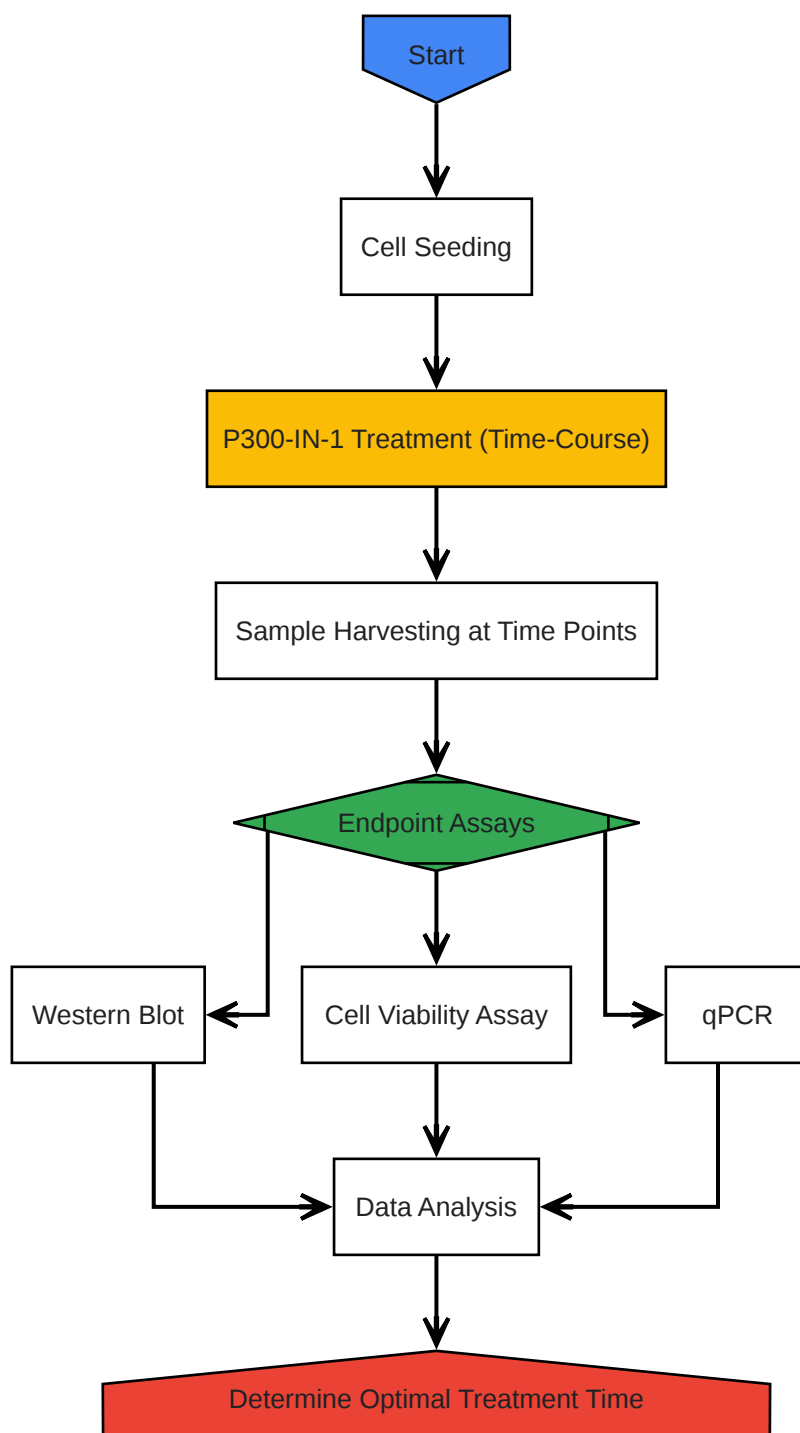 Start
Cell Seeding
P300-IN-1 Treatment (Time-Course)
Sample Harvesting at Time Points
Endpoint Assays
Western Blot
Cell Viability Assay
qPCR
Data Analysis
Determine Optimal Treatment Time